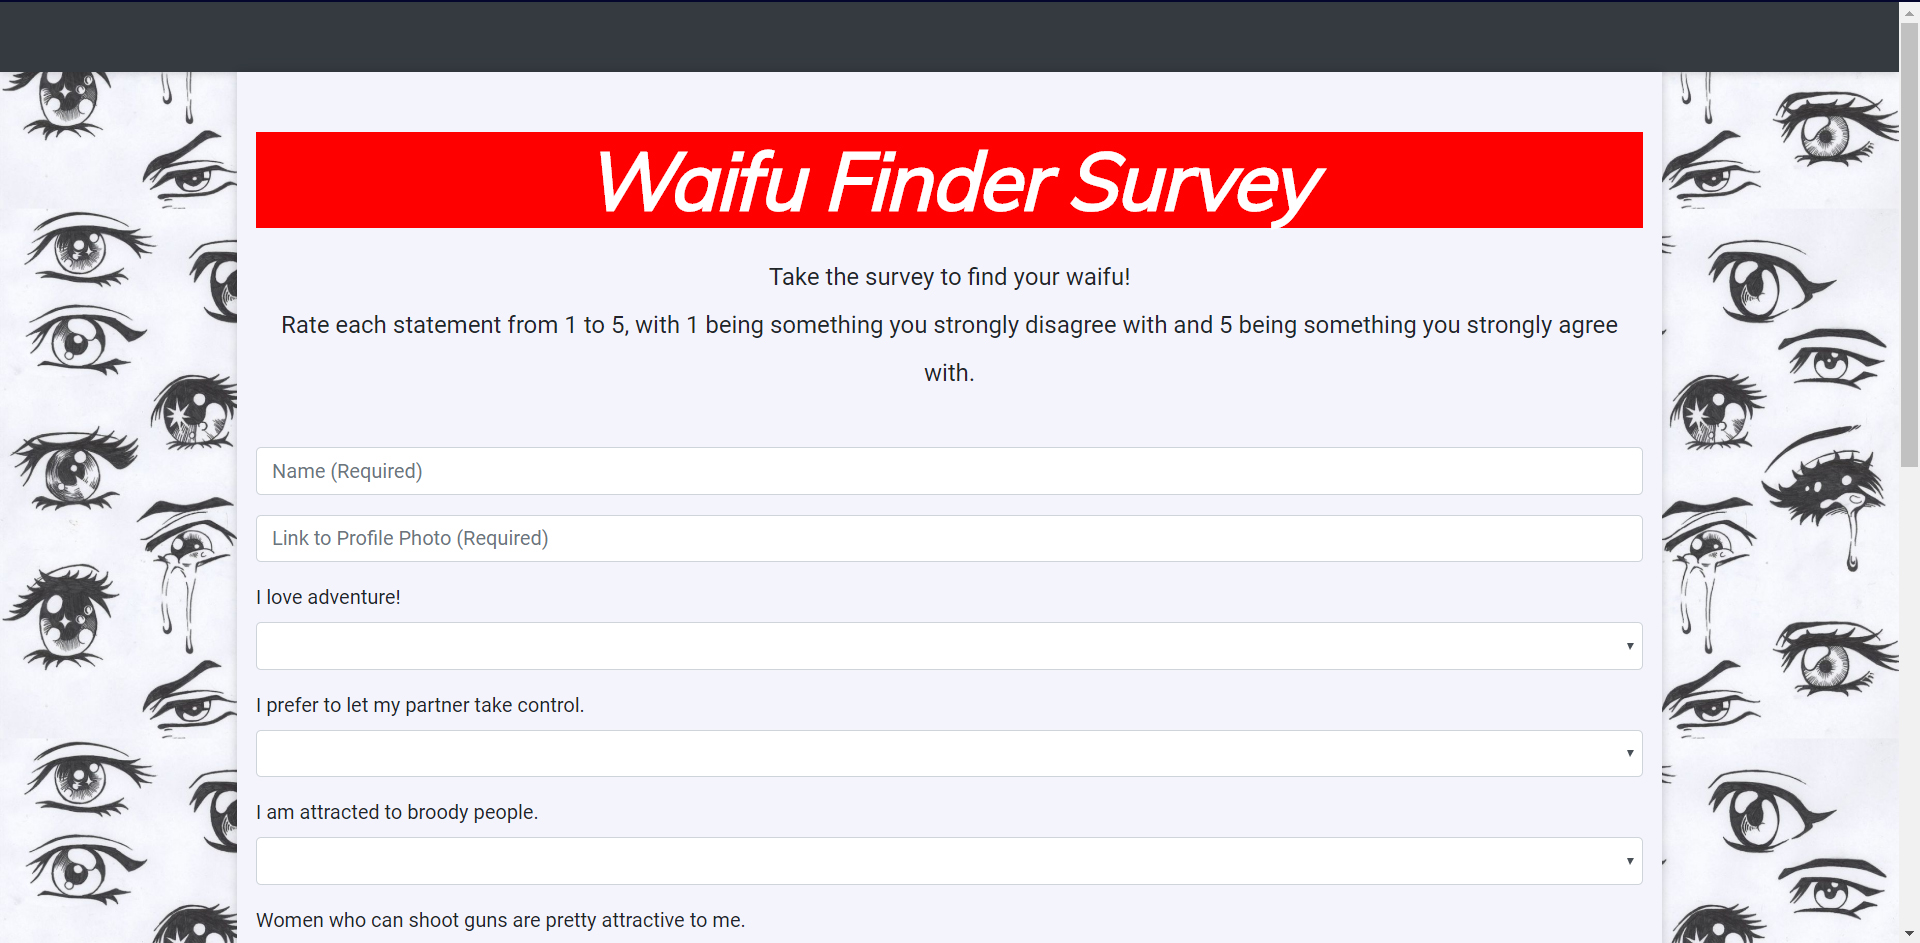 Waifu Finder Survey
Take the survey to find your waifu!
Rate each statement from 1 to 5, with 1 being something you strongly disagree with and 5 being something you strongly agree
with.
Name (Required)
Link to Profile Photo (Required)
I love adventure!
I prefer to let my partner take control.
I am attracted to broody people.
Women who can shoot guns are pretty attractive to me.